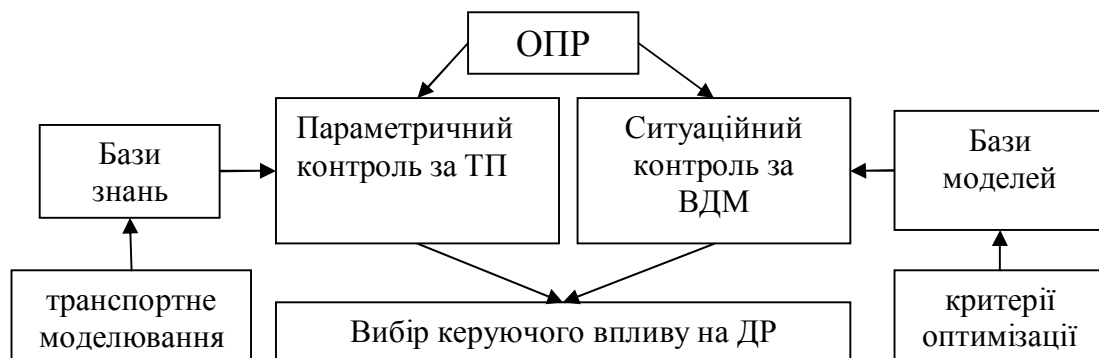 ОПР
Параметричний
контроль за ТП
Ситуаційний
контроль за
ВДМ
Бази
знань
Бази
моделей
транспортне
моделювання
Вибір керуючого впливу на ДР
критерії
оптимізації